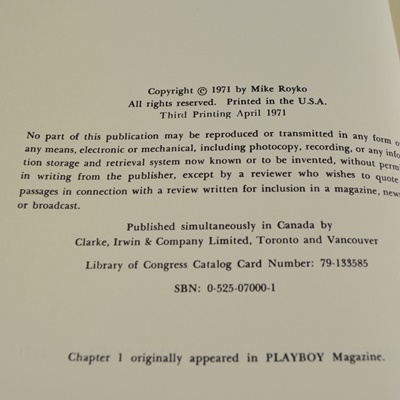 Copyright © 1971 by Mike Royko
All rights reserved. Printed in the U.S.A.
Third Printing April 1971
No part of this publication may be reproduced or transmitted in any form o
any means, electronic or mechanical, including photocopy, recording, or any info
tion storage and retrieval system now known or to be invented, without permi
in writing from the publisher, except by a reviewer who wishes to quote
passages in connection with a review written for inclusion in a magazine, news
or broadcast.
Published simultaneously in Canada by
Clarke, Irwin & Company Limited, Toronto and Vancouver
Library of Congress Catalog Card Number: 79-133585
SBN: 0-525-07000-1
Chapter 1 originally appeared in PLAYBOY Magazine.